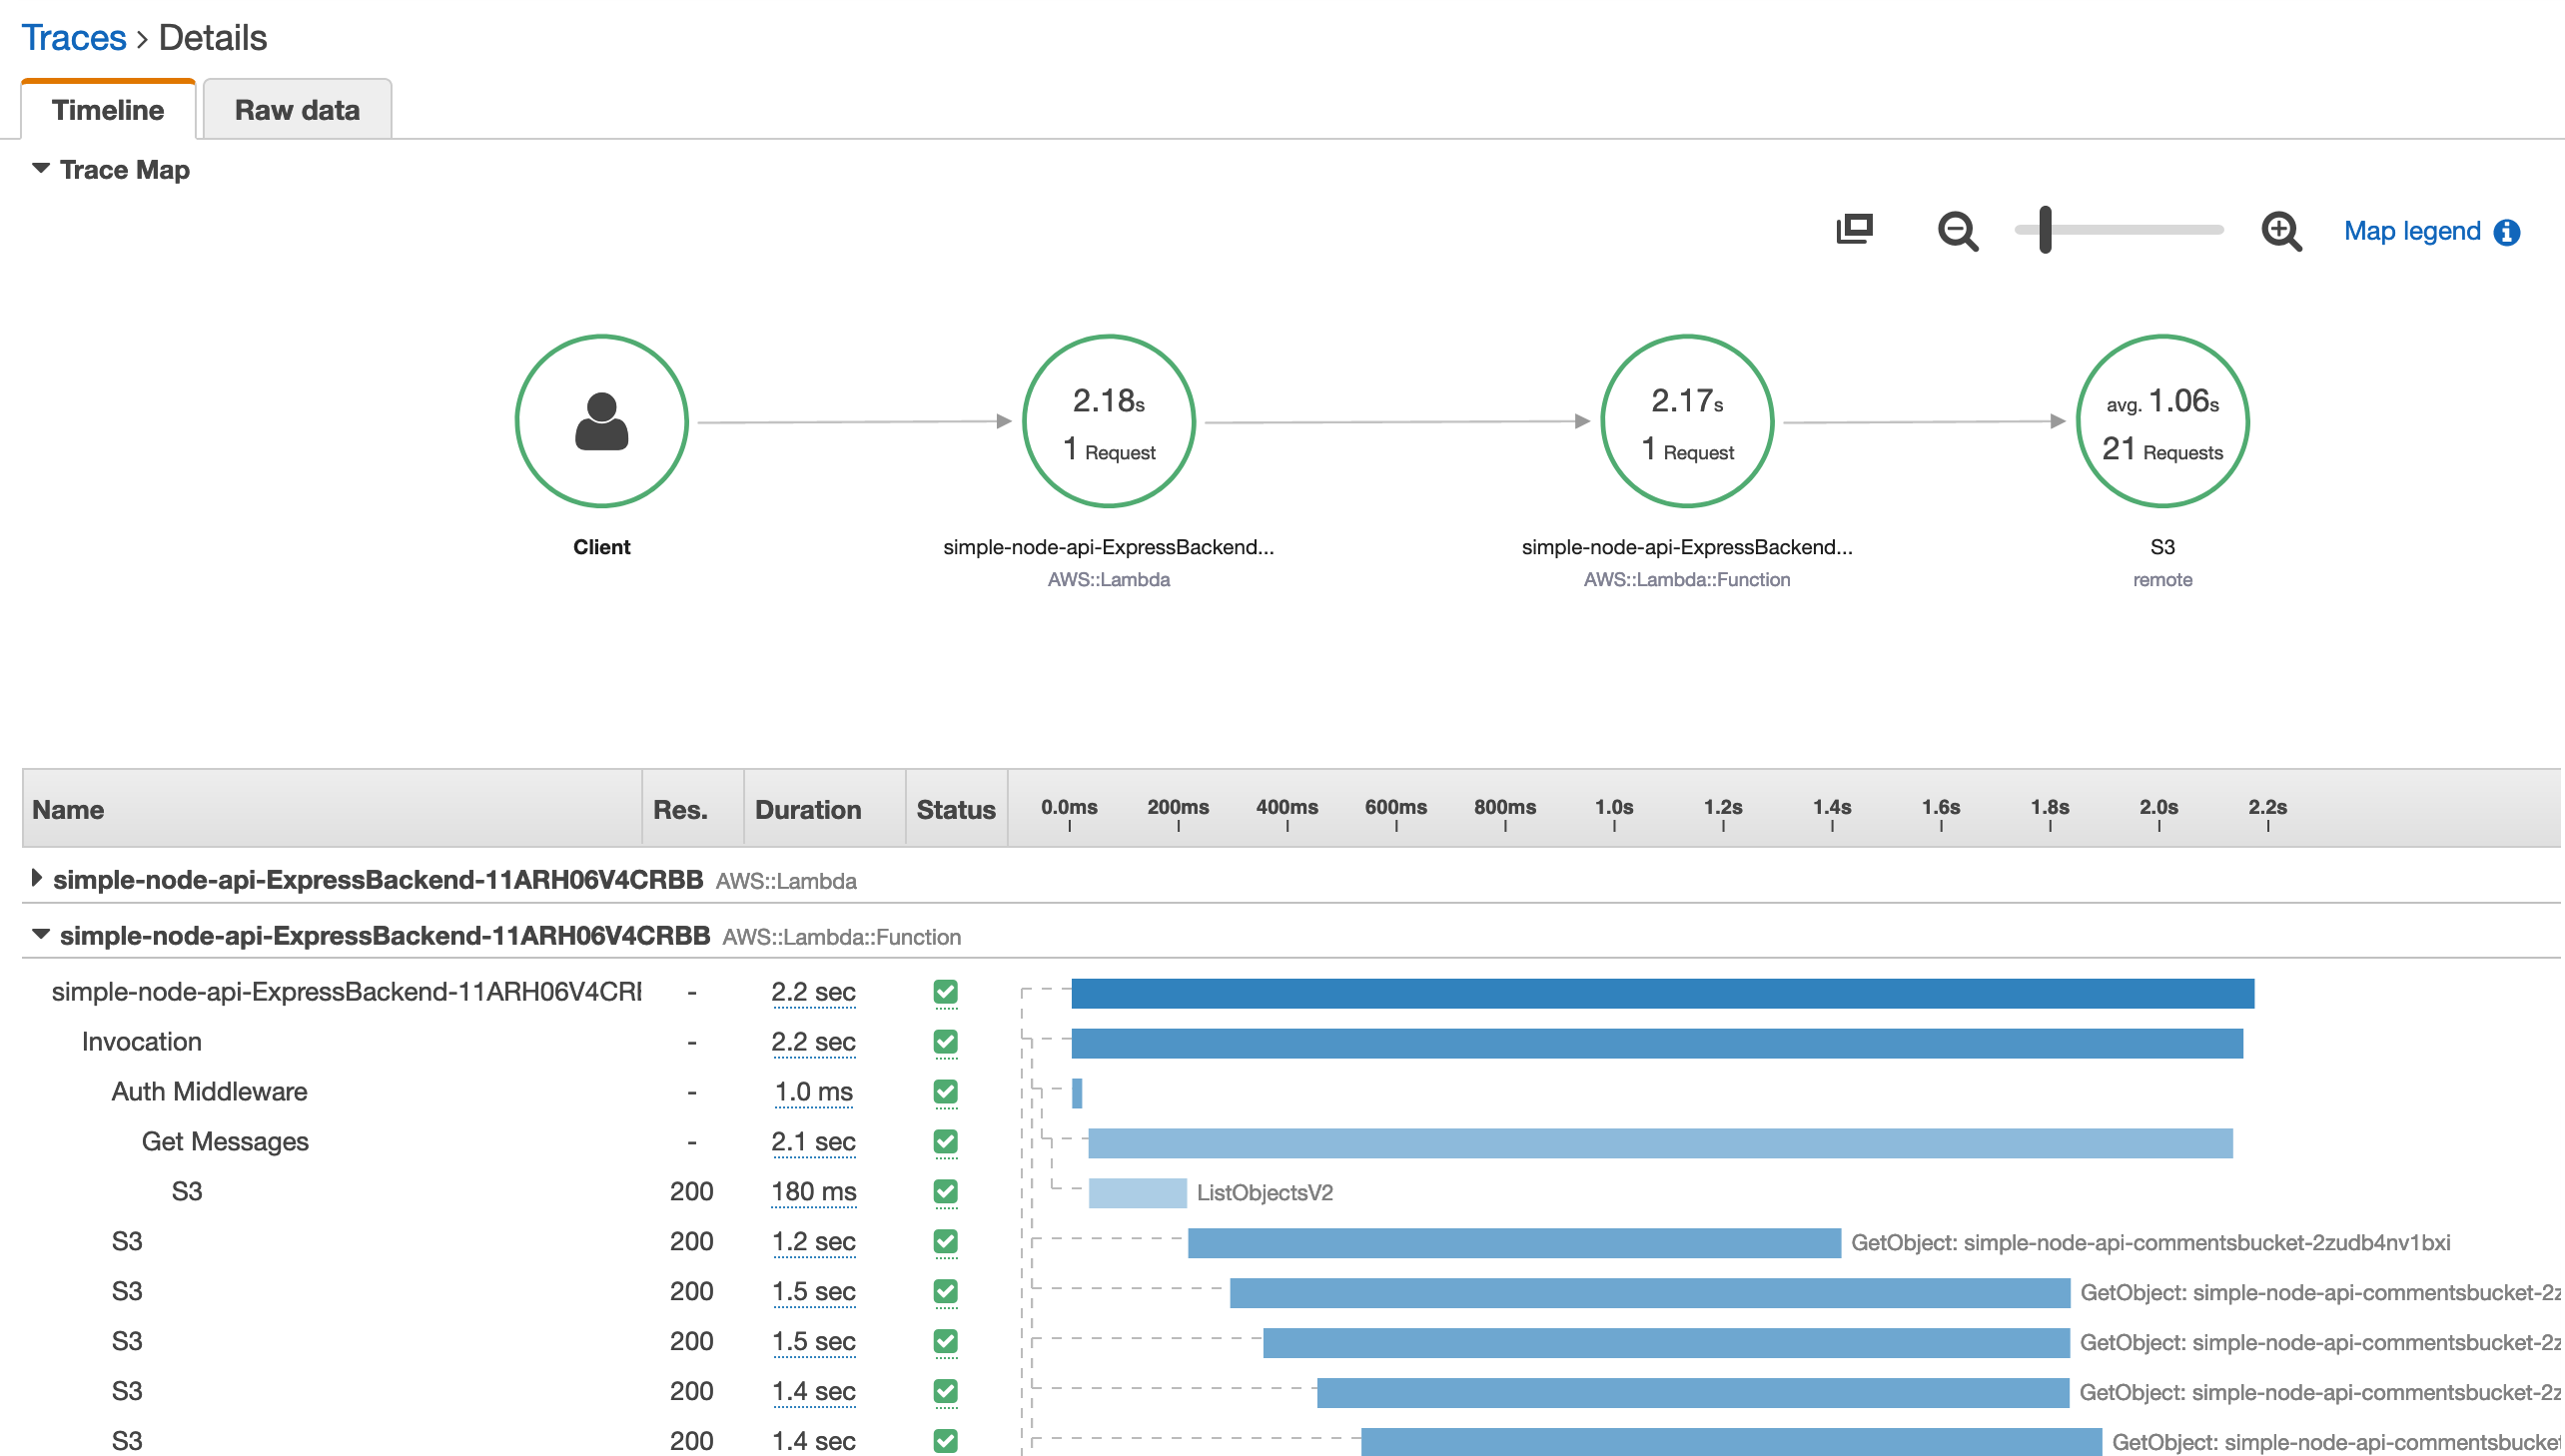 Traces › Details
Timeline Raw data
Trace Map
Map legend
2.18s
1 Request
2.17s
1 Request
avg. 1.06s
21 Requests
Client
simple-node-api-ExpressBackend...
AWS::Lambda
simple-node-api-ExpressBackend...
AWS::Lambda::Function
S3
remote
Name Res. Duration Status 0.0ms 200ms 400ms 600ms 800ms 1.0s 1.2s 1.4s 1.6s 1.8s 2.0s 2.2s
simple-node-api-ExpressBackend-11ARH06V4CRBB AWS::Lambda
simple-node-api-ExpressBackend-11ARH06V4CRBB AWS::Lambda::Function
simple-node-api-ExpressBackend-11ARH06V4CR - 2.2 sec
Invocation - 2.2 sec
Auth Middleware - 1.0 ms
Get Messages - 2.1 sec
S3 200 180 ms ListObjectsV2
S3 200 1.2 sec GetObject: simple-node-api-commentsbucket-2zudb4nv1bxi
S3 200 1.5 sec GetObject: simple-node-api-commentsbucket-2z
S3 200 1.5 sec GetObject: simple-node-api-commentsbucket-2z
S3 200 1.4 sec GetObject: simple-node-api-commentsbucket-2z
S3 200 1.4 sec GetObject: simple-node-api-commentsbucket